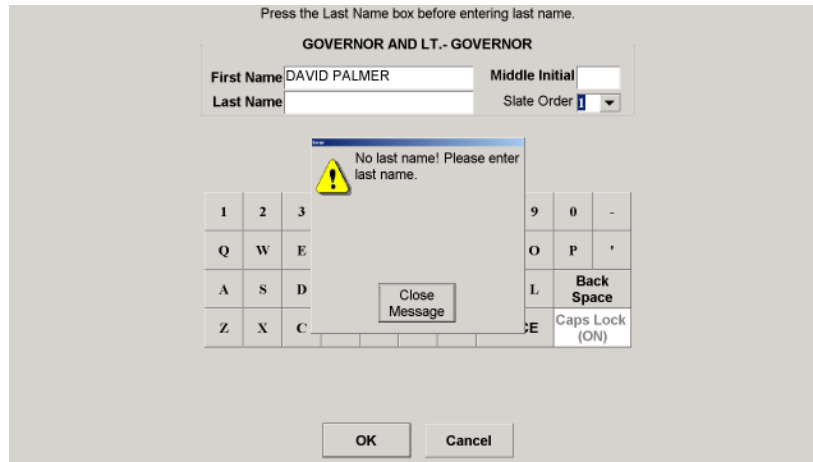 Press the Last Name box before entering last name.
GOVERNOR AND LT.- GOVERNOR
First Name DAVID PALMER Middle Initial
Last Name Slate Order 1
No last name! Please enter
last name.
1 2 3 9 0 -
Q W E O P '
A S D L Back Space
Z X C CE Caps Lock (ON)
Close
Message
OK Cancel